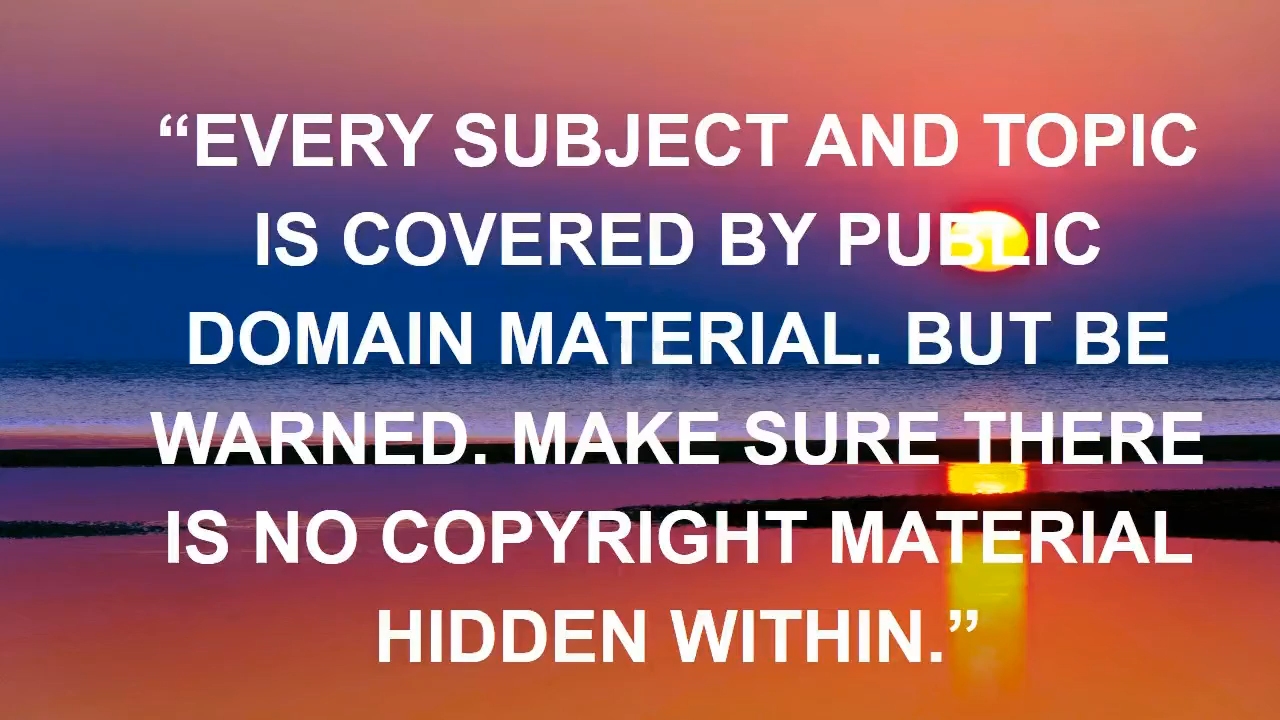 “EVERY SUBJECT AND TOPIC
IS COVERED BY PUBLIC
DOMAIN MATERIAL. BUT BE
WARNED. MAKE SURE THERE
IS NO COPYRIGHT MATERIAL
HIDDEN WITHIN.”